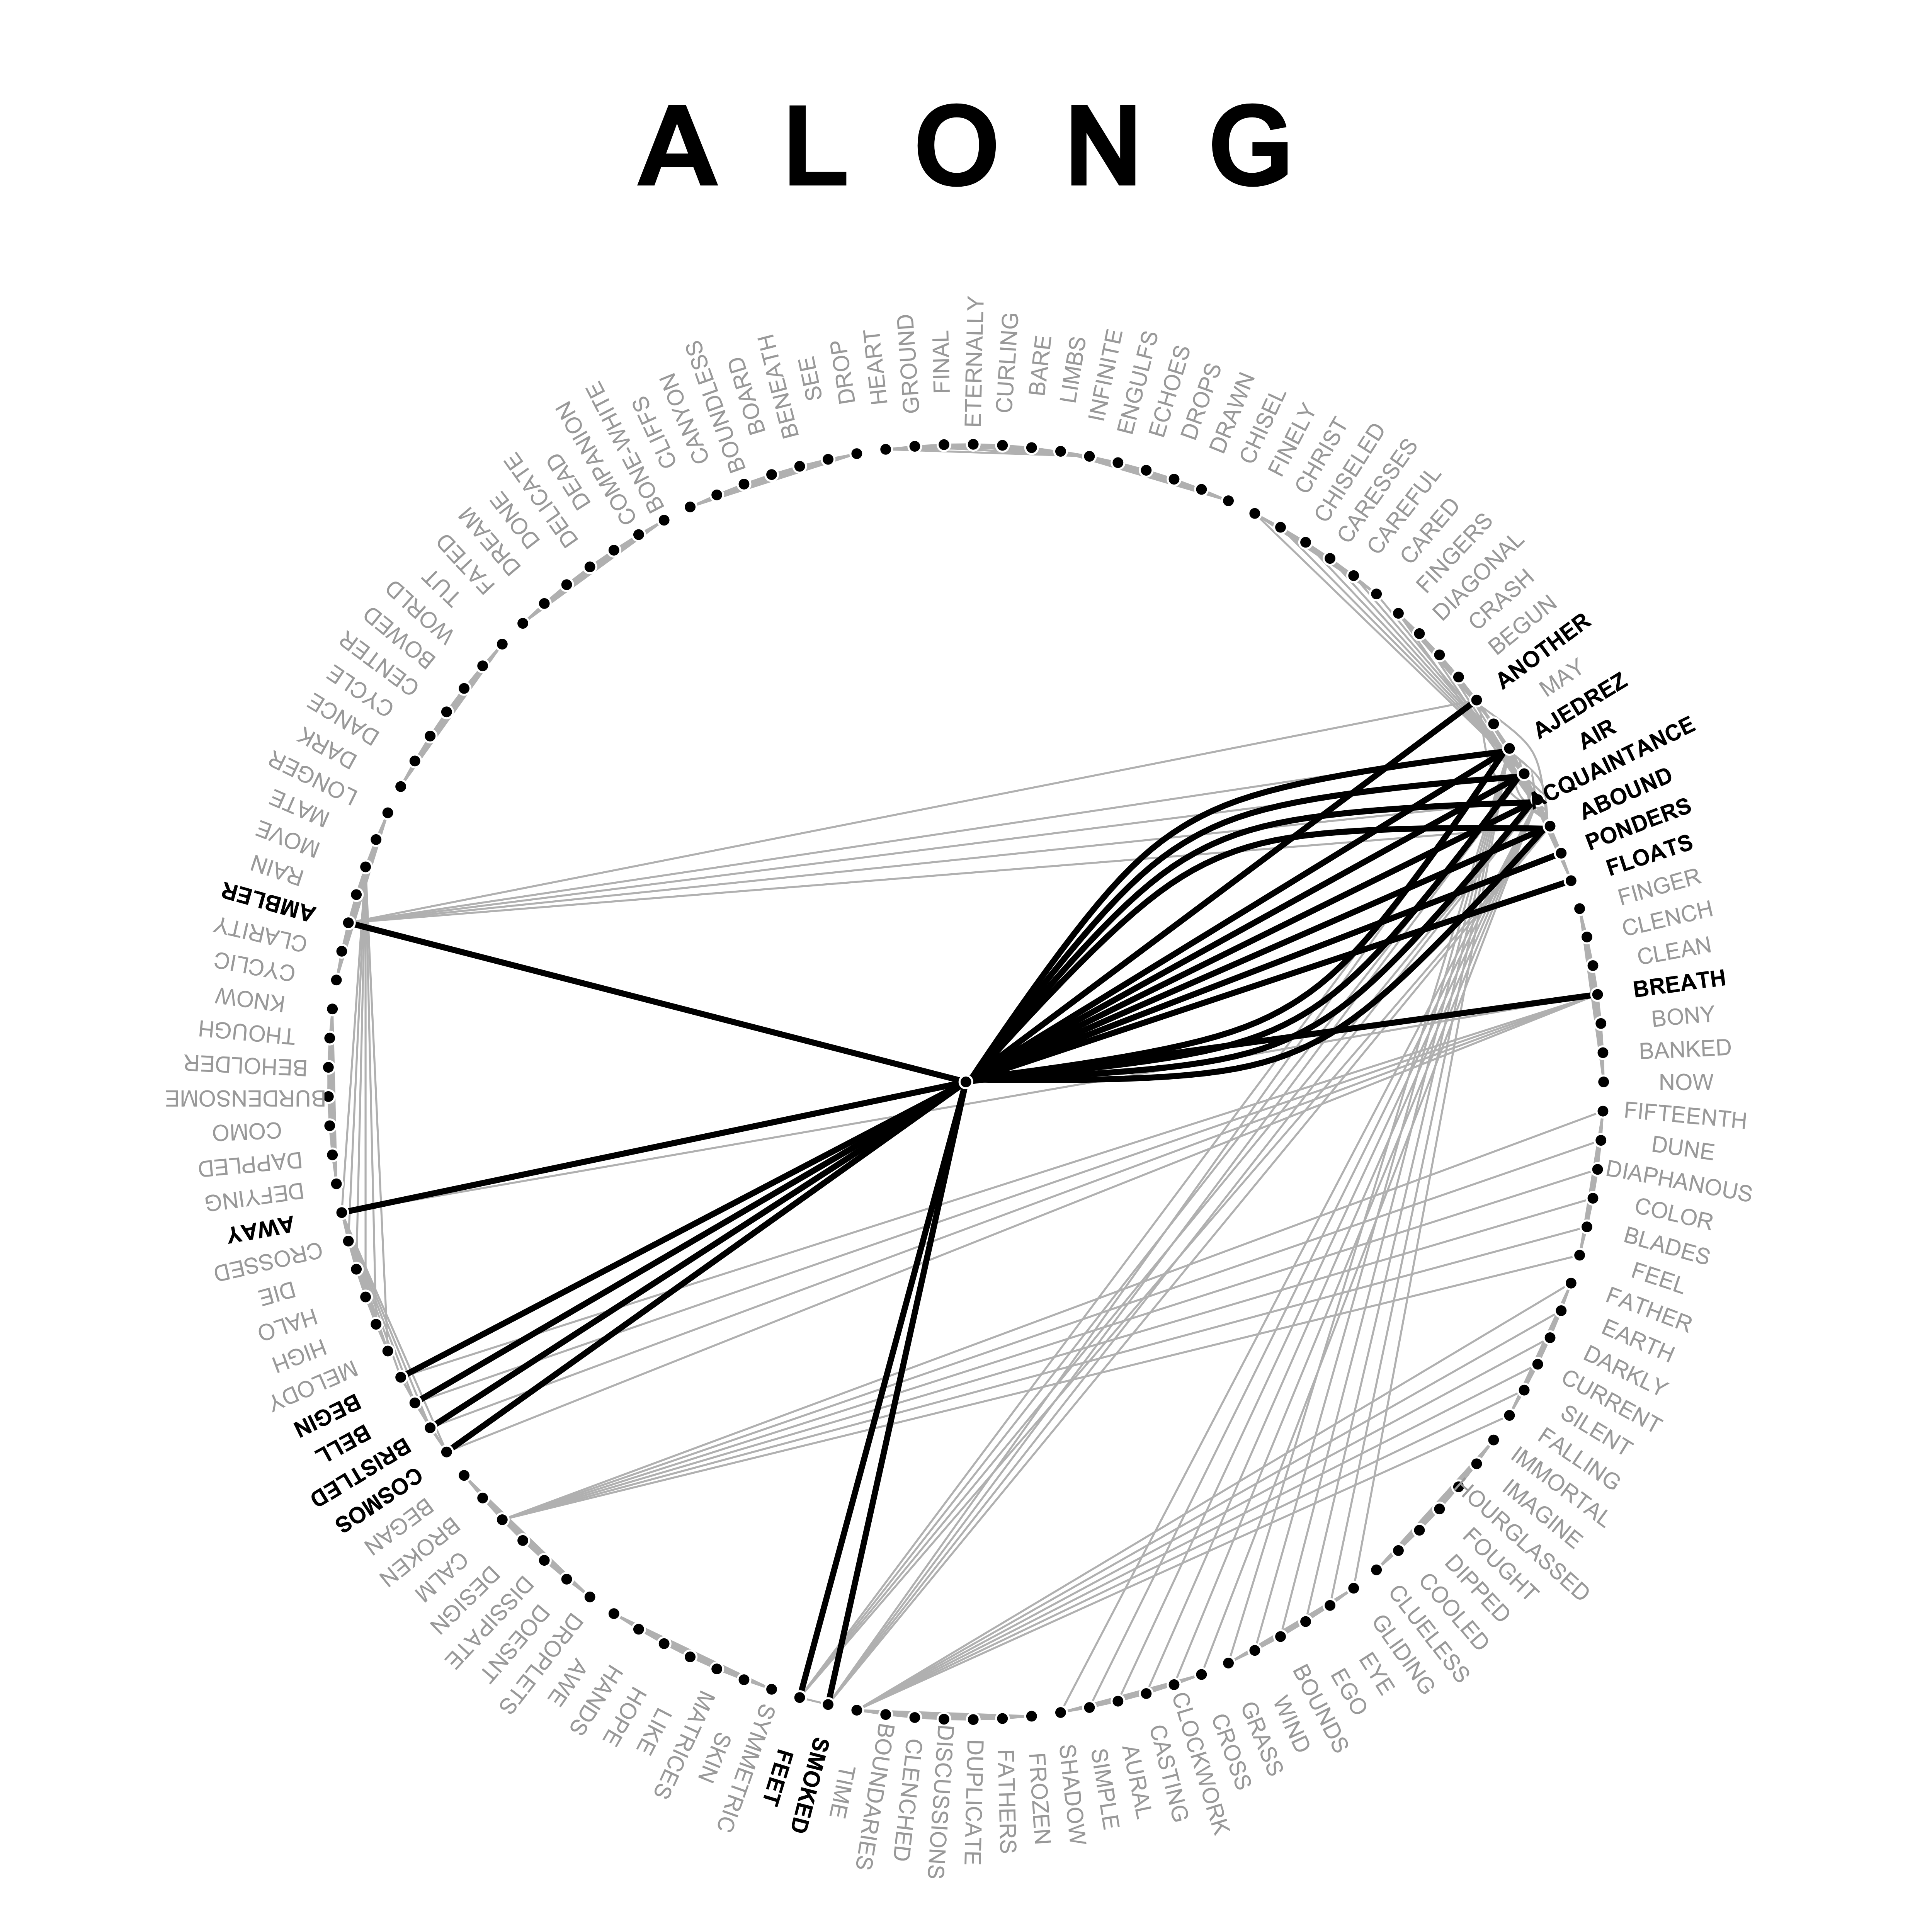 ALONG
ETERNALLY
CURLING
BARE
LIMBS
INFINITE
ENGULFS
ECHOES
DROPS
DRAWN
CHISEL
FINELY
CHRIST
CHISELED
CARESSES
CAREFUL
CARED
FINGERS
DIAGONAL
CRASH
BEGUN
ANOTHER
MAY
AJEDREZ
AIR
ACQUAINTANCE
ABOUND
PONDERS
FLOATS
FINGER
CLENCH
CLEAN
BREATH
BONY
BANKED
NOW
FIFTEENTH
DUNE
DIAPHANOUS
COLOR
BLADES
FEEL
FATHER
EARTH
DARKLY
CURRENT
SILENT
FALLING
IMMORTAL
IMAGINE
HOURGLASSED
FOUGHT
DIPPED
COOLED
CLUELESS
GLIDING
EYE
EGO
BOUNDS
WIND
GRASS
CROSS
CLOCKWORK
CASTING
AURAL
SIMPLE
SHADOW
FROZEN
FATHERS
DUPLICATE
DISCUSSIONS
CLENCHED
BOUNDARIES
TIME
SMOKED
FEET
SYMMETRIC
SKIN
MATRICES
LIKE
HOPE
HANDS
AWE
DROPLETS
DOESNT
DISSIPATE
DESIGN
CALM
BROKEN
BEGAN
COSMOS
BRISTLED
BELL
BEGIN
MELODY
HIGH
HALO
DIE
CROSSED
AWAY
DEFYING
DAPPLED
COMO
BURDENSOME
BEHOLDER
THOUGH
KNOW
CYCLIC
CLARITY
AMBLER
RAIN
MOVE
MATE
LONGER
DARK
DANCE
CYCLE
CENTER
BOWED
WORLD
TUT
FATED
DREAM
DONE
DELICATE
DEAD
COMPANION
BONE-WHITE
CLIFFS
CANYON
BOUNDLESS
BOARD
BENEATH
SEE
DROP
HEART
GROUND
FINAL